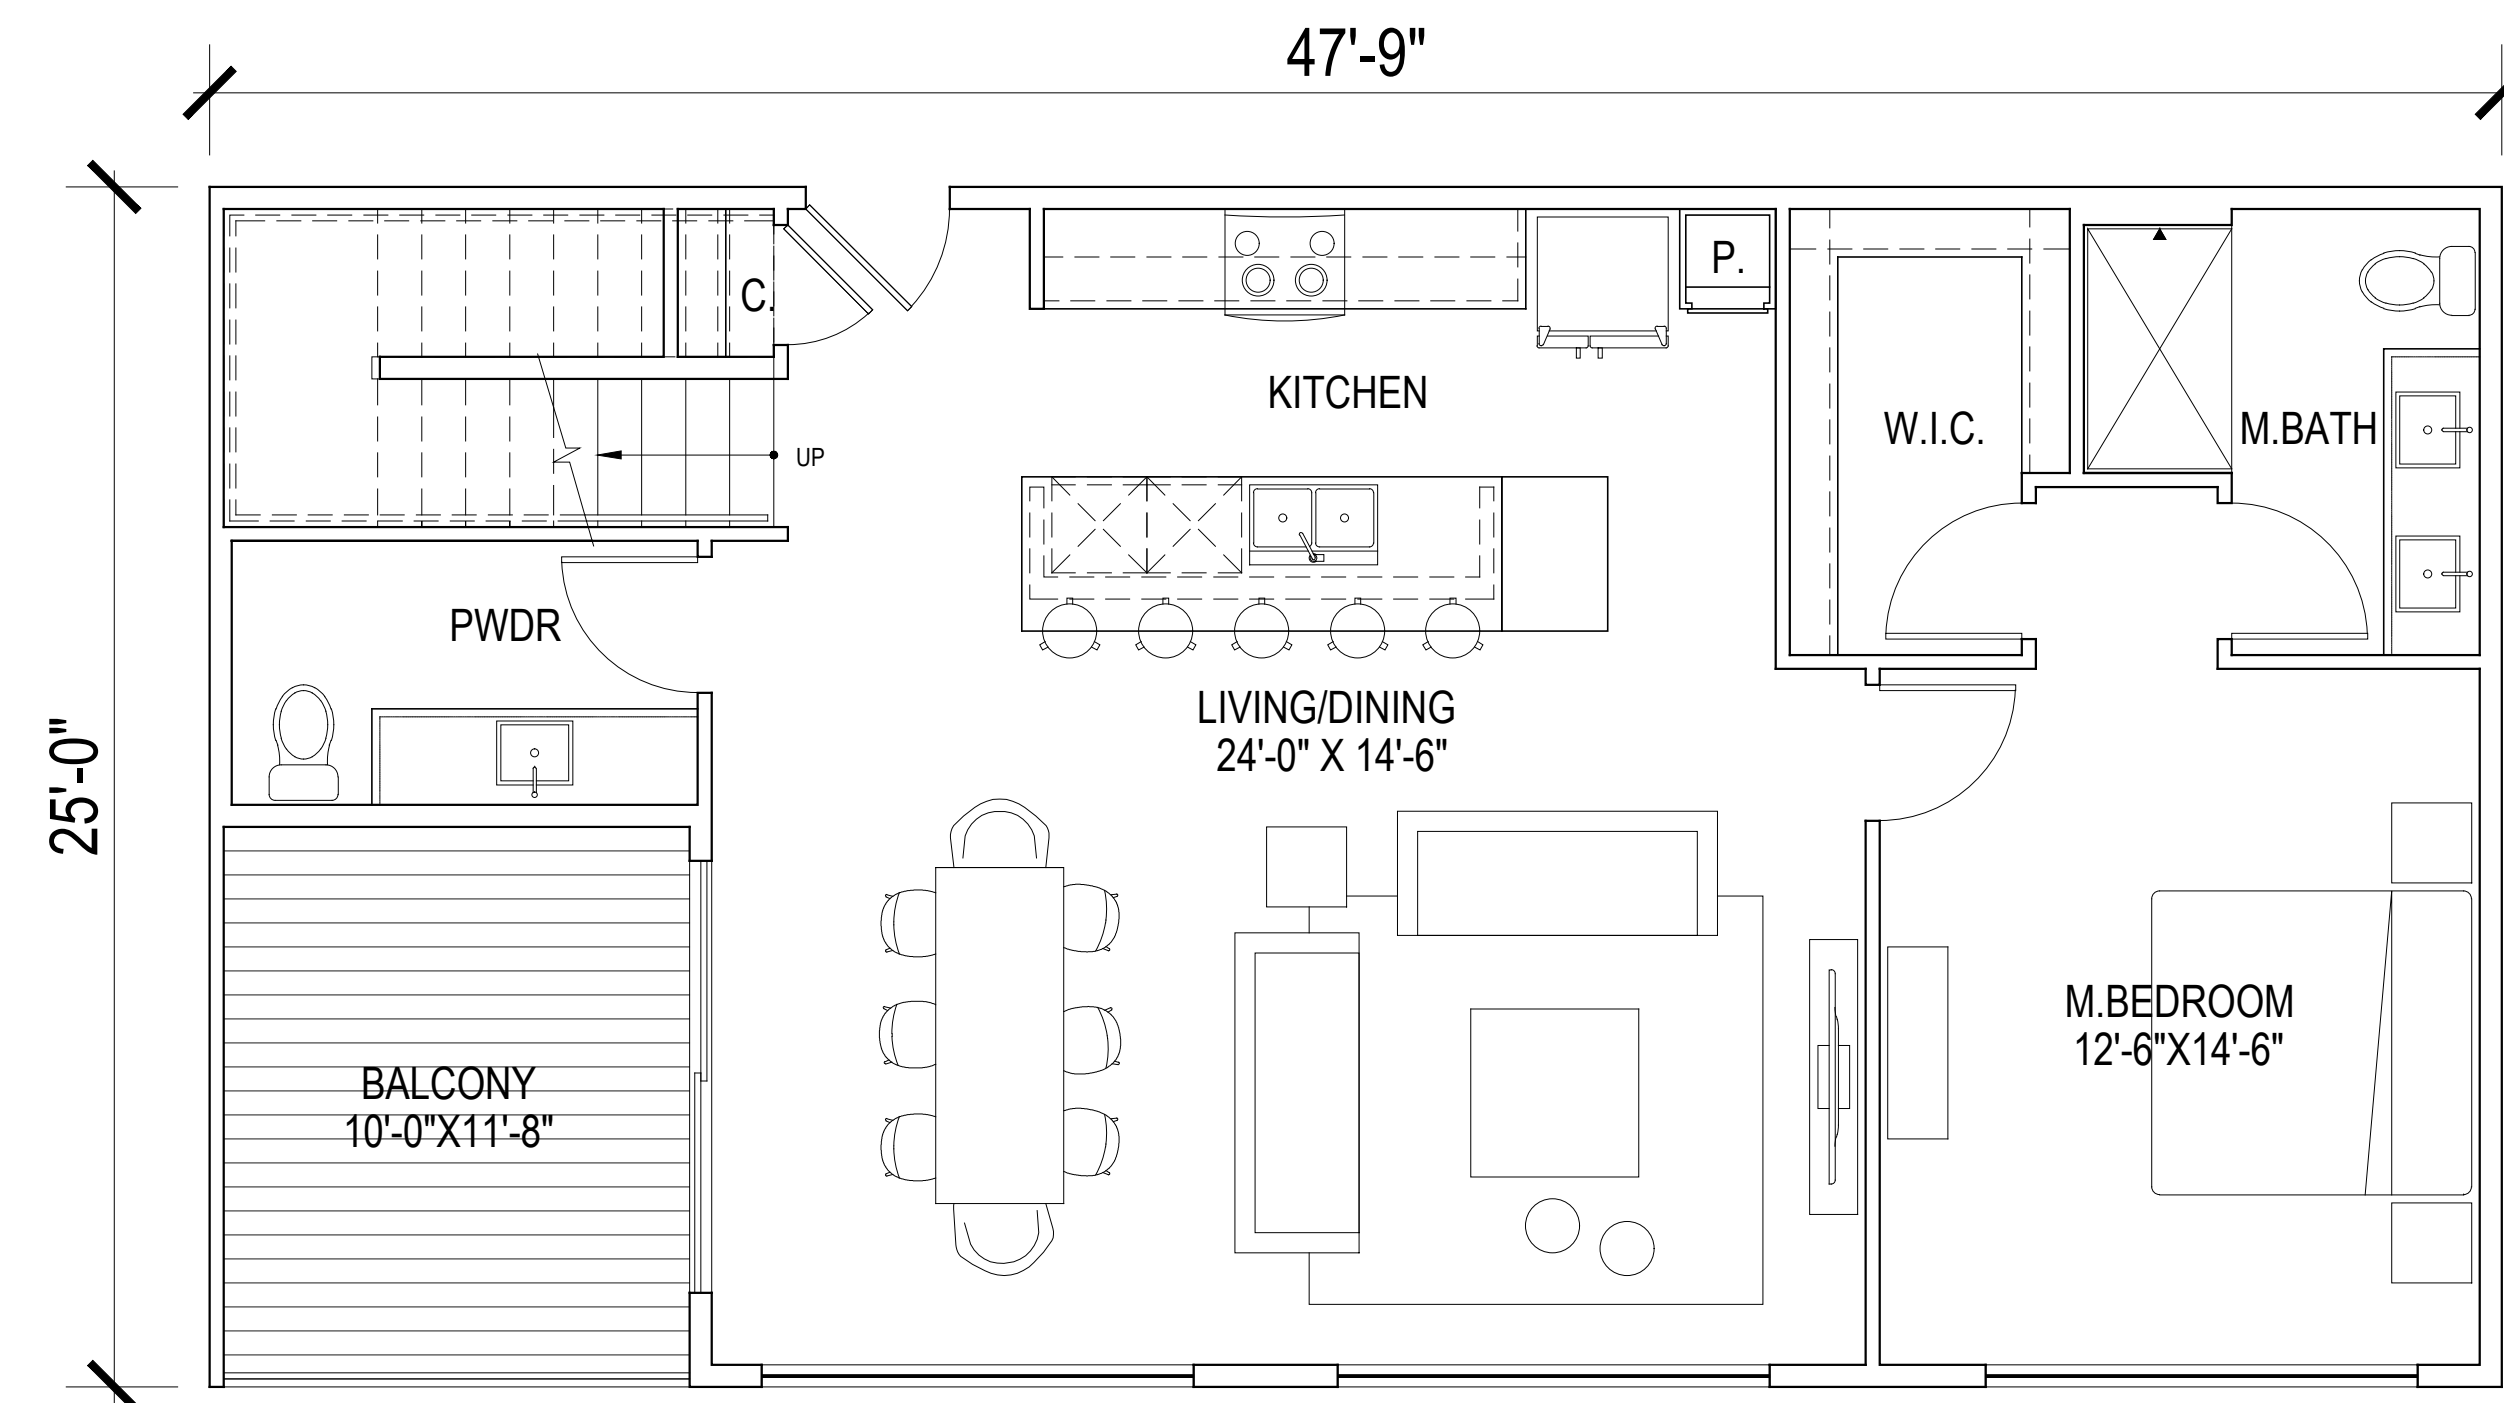 47'-9"
25'-0"
C.
P.
KITCHEN
W.I.C.
M.BATH
UP
PWDR
LIVING/DINING
24'-0" X 14'-6"
M.BEDROOM
12'-6"X14'-6"
BALCONY
10'-0"X11'-8"